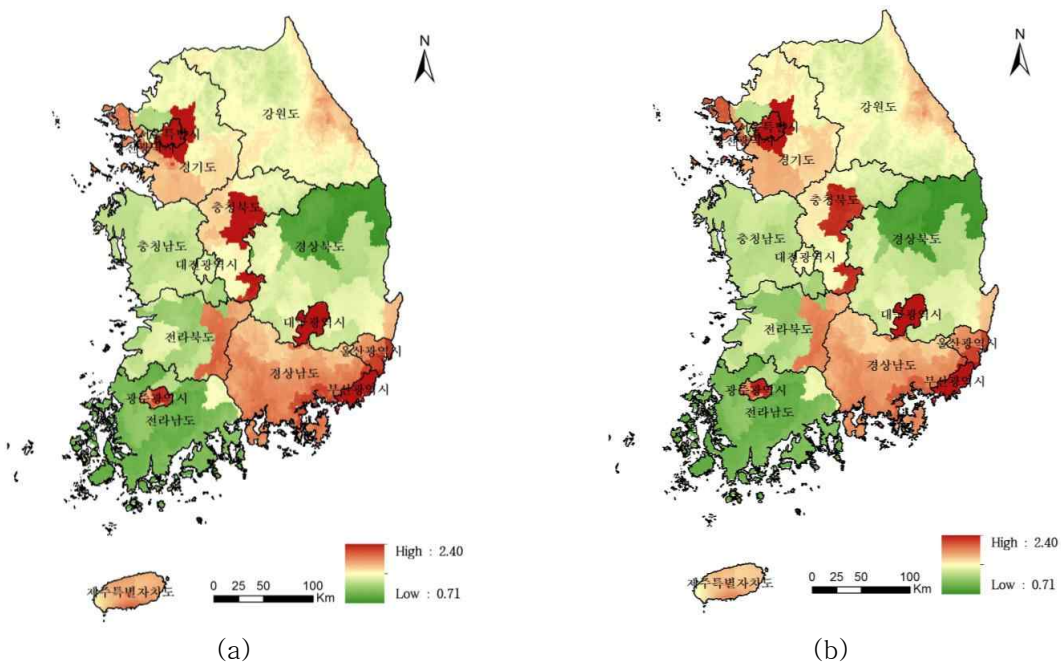 N
강원도
경기도
충청북도
충청남도
경상북도
대전광역시
대구광역시
전라북도
울산광역시
경상남도
부산광역시
광주광역시
전라남도
High : 2.40
Low : 0.71
0 25 50 100
Km
제주특별자치도
(a)
N
강원도
경기도
충청북도
충청남도
경상북도
대전광역시
대구광역시
전라북도
울산광역시
경상남도
부산광역시
광주광역시
전라남도
High : 2.40
Low : 0.71
0 25 50 100
Km
제주특별자치도
(b)